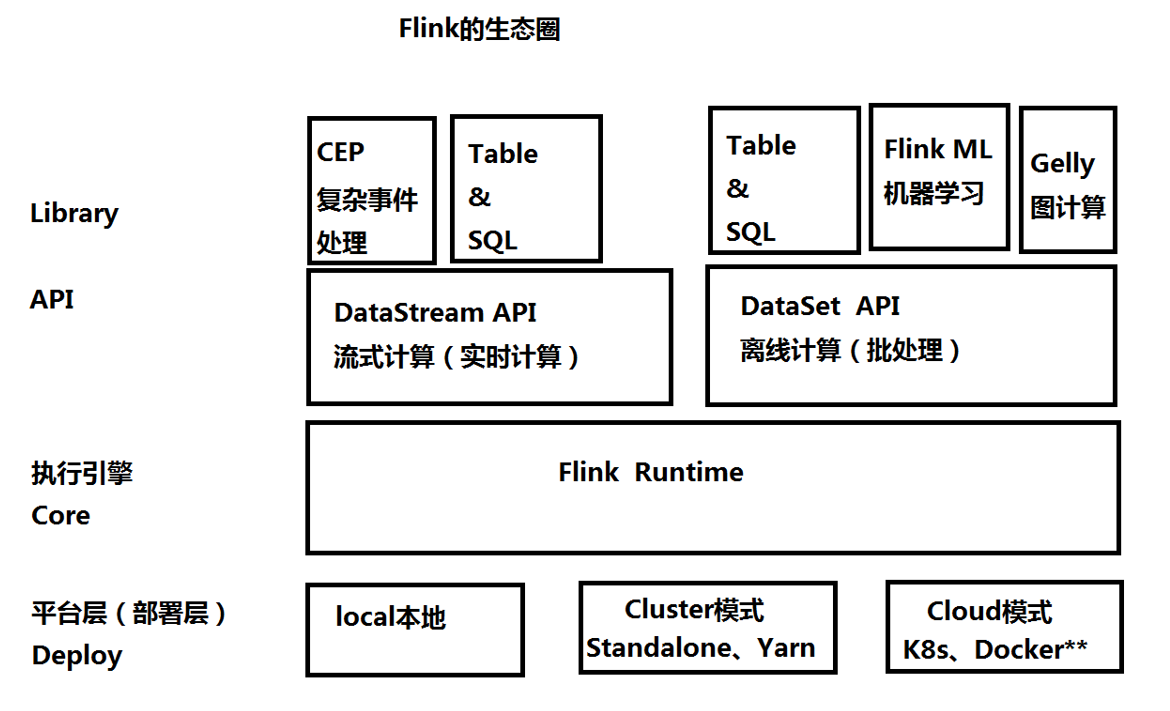 Flink的生态圈
Library
CEP
复杂事件
处理
Table
&
SQL
Table
&
SQL
Flink ML
机器学习
Gelly
图计算
API
DataStream API
流式计算（实时计算）
DataSet API
离线计算（批处理）
执行引擎
Core
Flink Runtime
平台层（部署层）
Deploy
local本地
Cluster模式
Standalone、Yarn
Cloud模式
K8s、Docker**